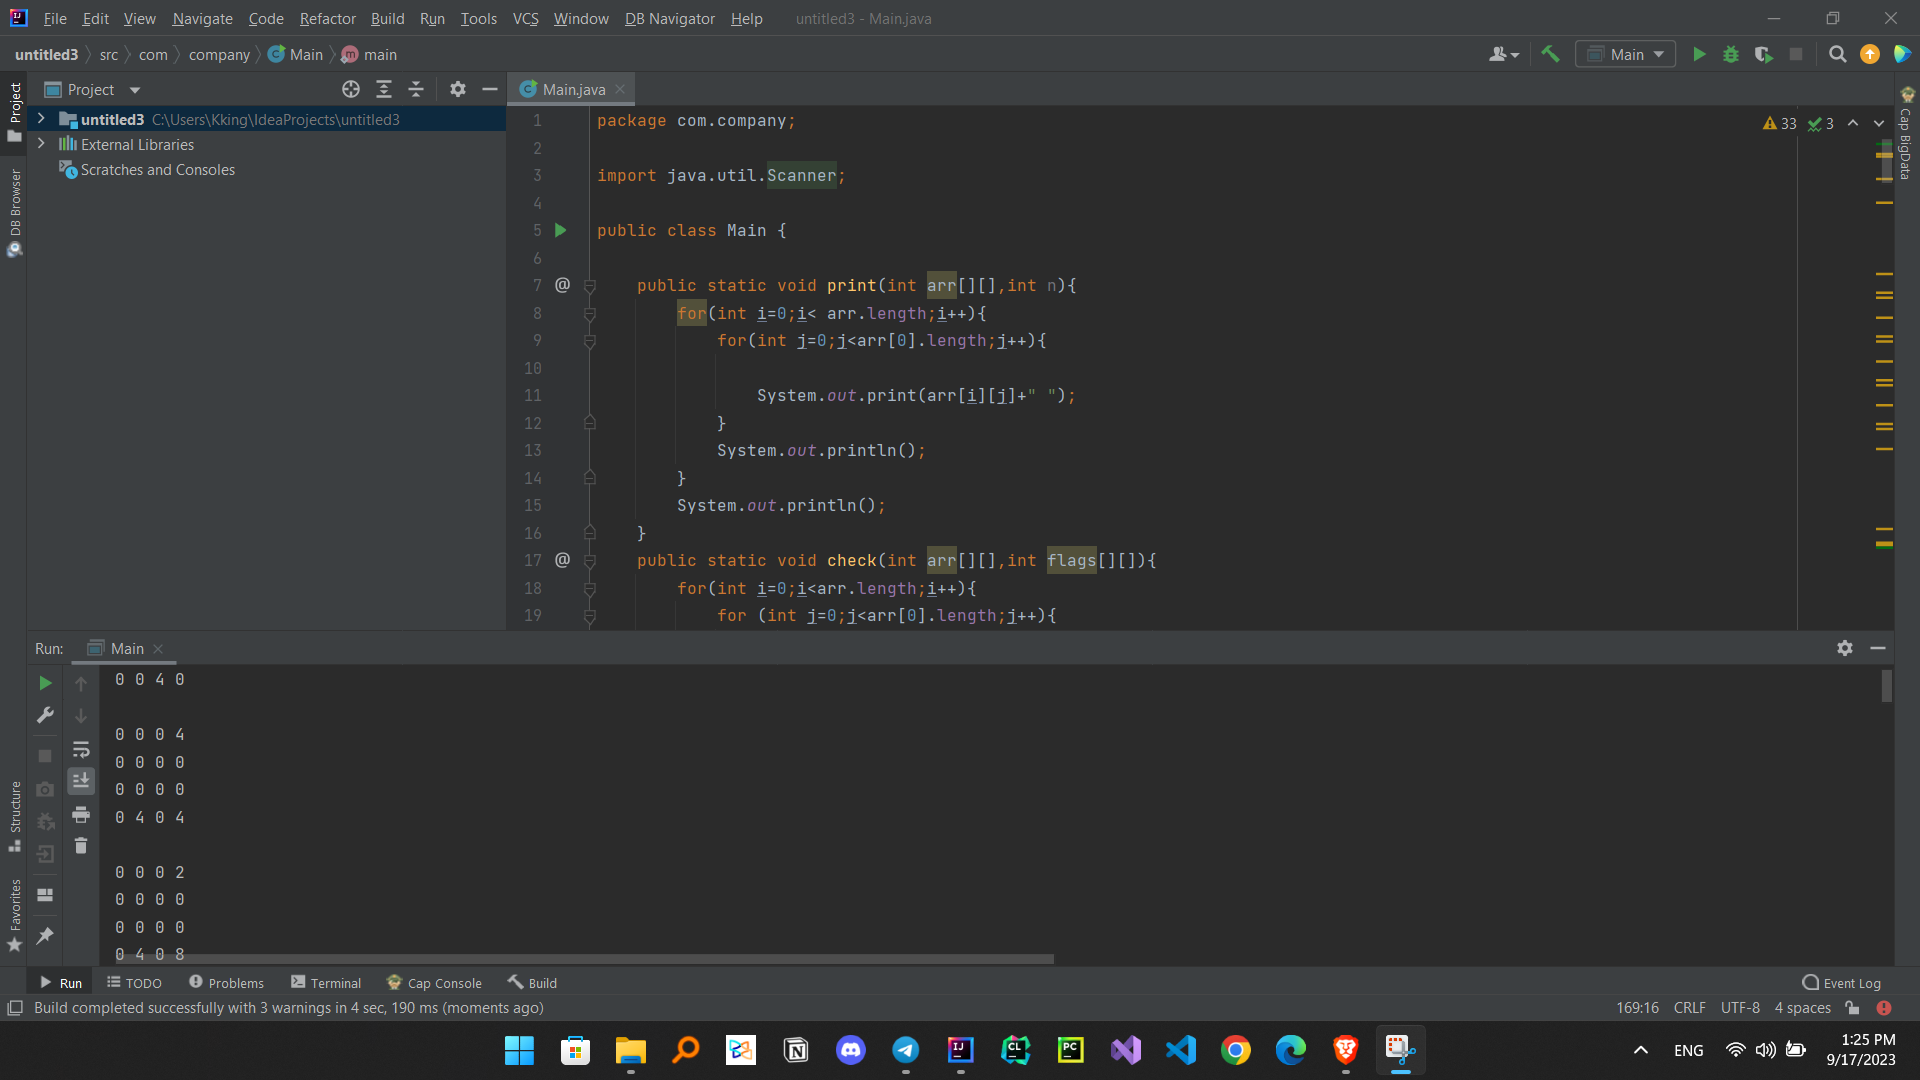 File Edit View Navigate Code Refactor Build Run Tools VCS Window DB Navigator Help untitled3 - Main.java
untitled3 src com company Main main
Main
Project
Main.java
untitled3 C:\Users\Kking\IdeaProjects\untitled3
External Libraries
Scratches and Consoles
Project
DB Browser
Structure
Favorites
Cap BigData
33 3
1 package com.company;
2
3 import java.util.Scanner;
4
5 public class Main {
6
7 @ public static void print(int arr[][],int n){
8 for(int i=0;i< arr.length;i++){
9 for(int j=0;j<arr[0].length;j++){
10
11 System.out.print(arr[i][j]+" ");
12 }
13 System.out.println();
14 }
15 System.out.println();
16 }
17 @ public static void check(int arr[][],int flags[][]){
18 for(int i=0;i<arr.length;i++){
19 for (int j=0;j<arr[0].length;j++){
Run: Main
0 0 4 0
0 0 0 4
0 0 0 0
0 0 0 0
0 4 0 4
0 0 0 2
0 0 0 0
0 0 0 0
0 4 0 8
Run TODO Problems Terminal Cap Console Build Event Log
Build completed successfully with 3 warnings in 4 sec, 190 ms (moments ago) 169:16 CRLF UTF-8 4 spaces
ENG 1:25 PM
9/17/2023